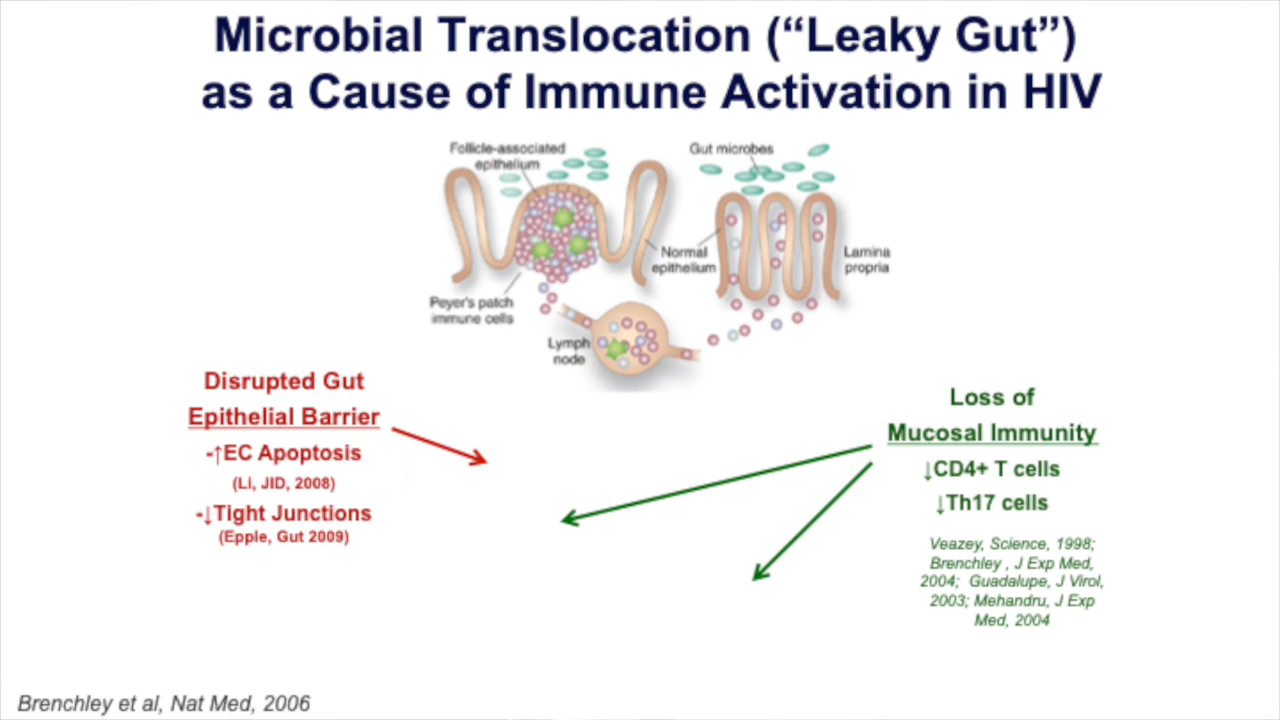 Microbial Translocation (“Leaky Gut”)
as a Cause of Immune Activation in HIV
Follicle-associated
epithelium
Gut microbes
Normal
epithelium
Lamina
propria
Peyer's patch
immune cells
Lymph
node
Disrupted Gut
Epithelial Barrier
-↑EC Apoptosis
(Li, JID, 2008)
-↓Tight Junctions
(Epple, Gut 2009)
Loss of
Mucosal Immunity
↓CD4+ T cells
↓Th17 cells
Veazey, Science, 1998;
Brenchley , J Exp Med,
2004; Guadalupe, J Virol,
2003; Mehandru, J Exp
Med, 2004
Brenchley et al, Nat Med, 2006